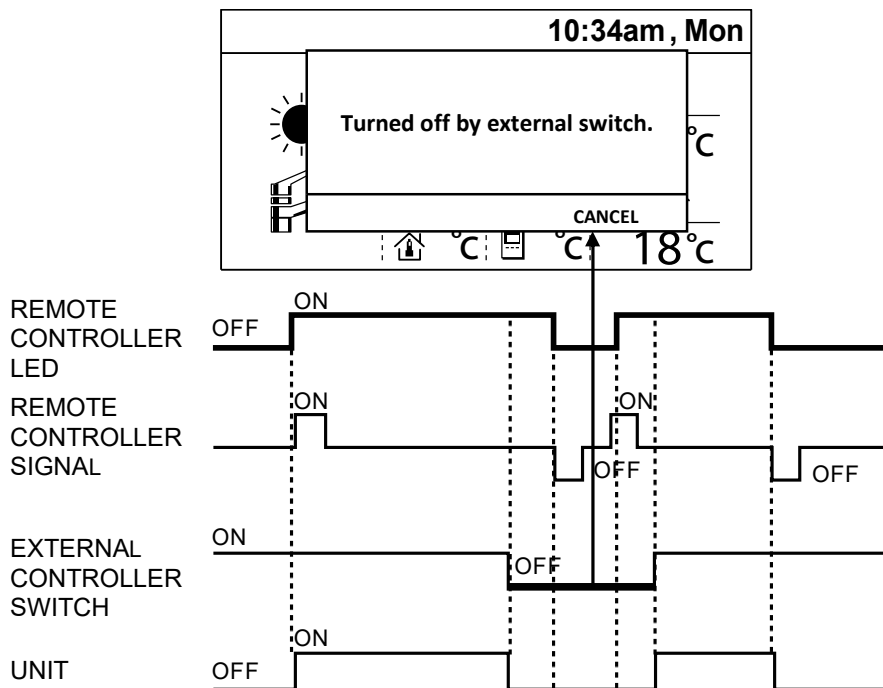 10:34am, Mon
Turned off by external switch.
°C
CANCEL
°C
°C
18°C
REMOTE
CONTROLLER
LED
OFF
ON
REMOTE
CONTROLLER
SIGNAL
ON
ON
OFF
OFF
EXTERNAL
CONTROLLER
SWITCH
ON
OFF
UNIT
OFF
ON